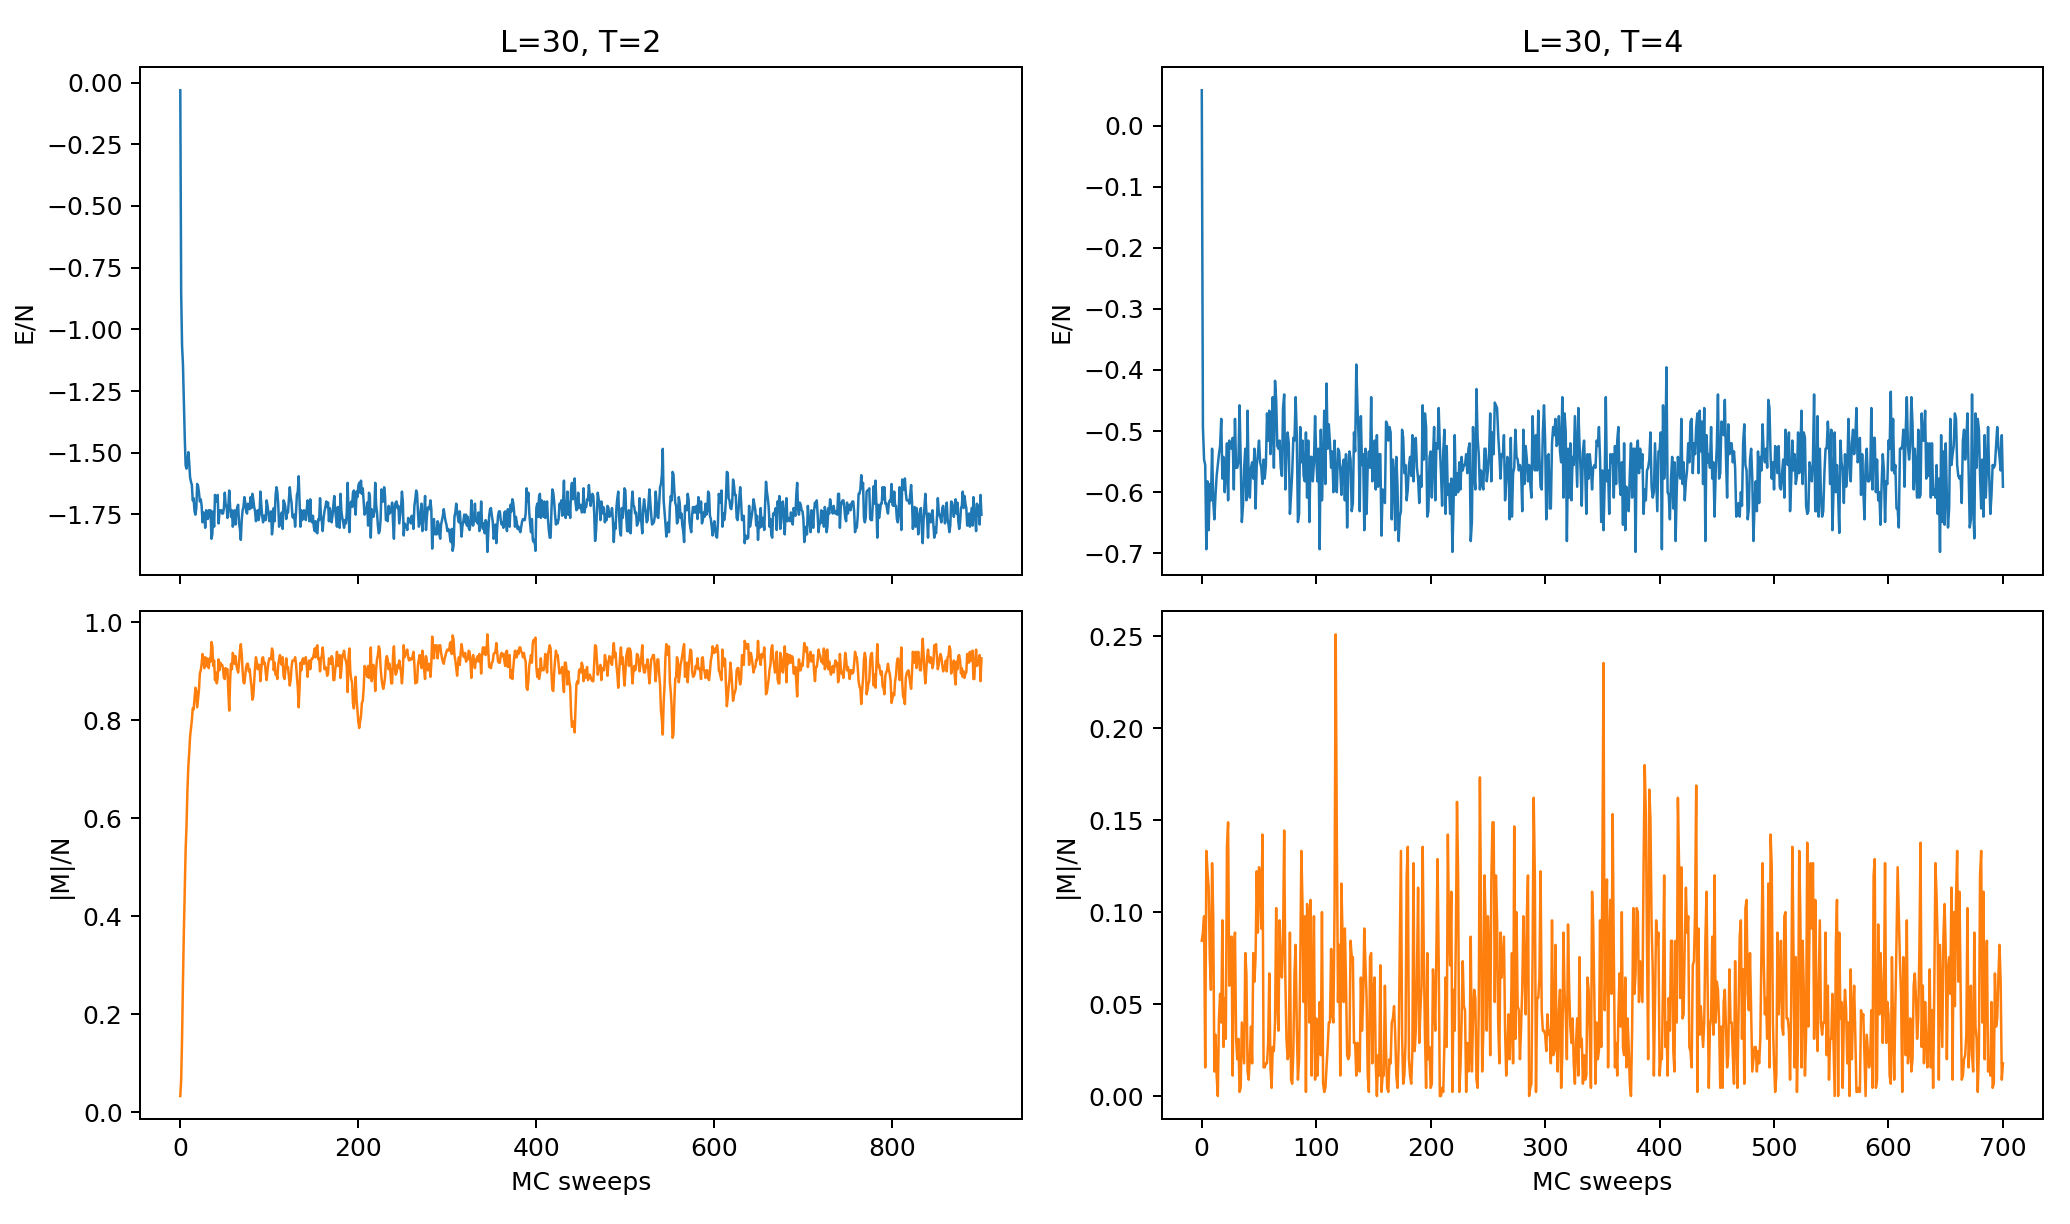 L=30, T=2
0.00
−0.25
−0.50
−0.75
−1.00
−1.25
−1.50
−1.75
E/N
L=30, T=4
0.0
−0.1
−0.2
−0.3
−0.4
−0.5
−0.6
−0.7
E/N
1.0
0.8
0.6
0.4
0.2
0.0
|M|/N
0 200 400 600 800
MC sweeps
0.25
0.20
0.15
0.10
0.05
0.00
|M|/N
0 100 200 300 400 500 600 700
MC sweeps